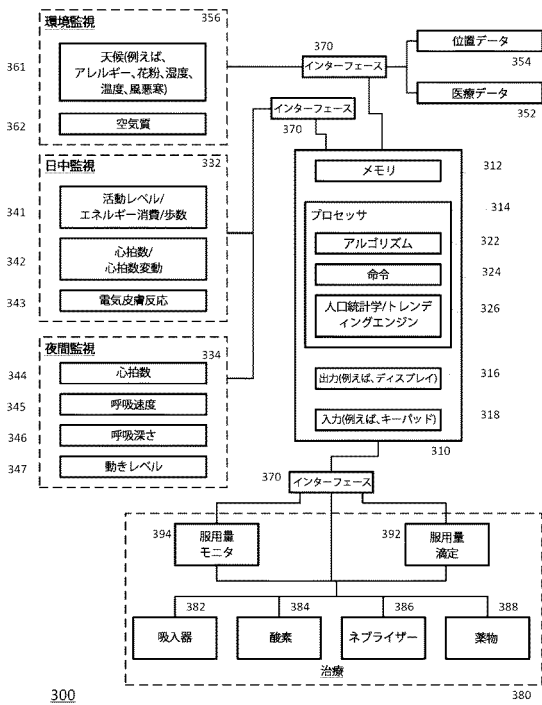 環境監視
356
361
天候(例えば、
アレルギー、花粉、湿度、
温度、風悪寒)
362
空気質
370
インターフェース
位置データ
354
医療データ
352
インターフェース
370
日中監視
332
341
活動レベル/
エネルギー消費/歩数
342
心拍数/
心拍数変動
343
電気皮膚反応
夜間監視
334
344
心拍数
345
呼吸速度
346
呼吸深さ
347
動きレベル
メモリ
312
プロセッサ
314
アルゴリズム
322
命令
324
人口統計学/トレンデ
ィングエンジン
326
出力(例えば、ディスプレイ)
316
入力(例えば、キーパッド)
318
310
370
インターフェース
394
服用量
モニタ
392
服用量
滴定
382
吸入器
384
酸素
386
ネブライザー
388
薬物
治療
380
300